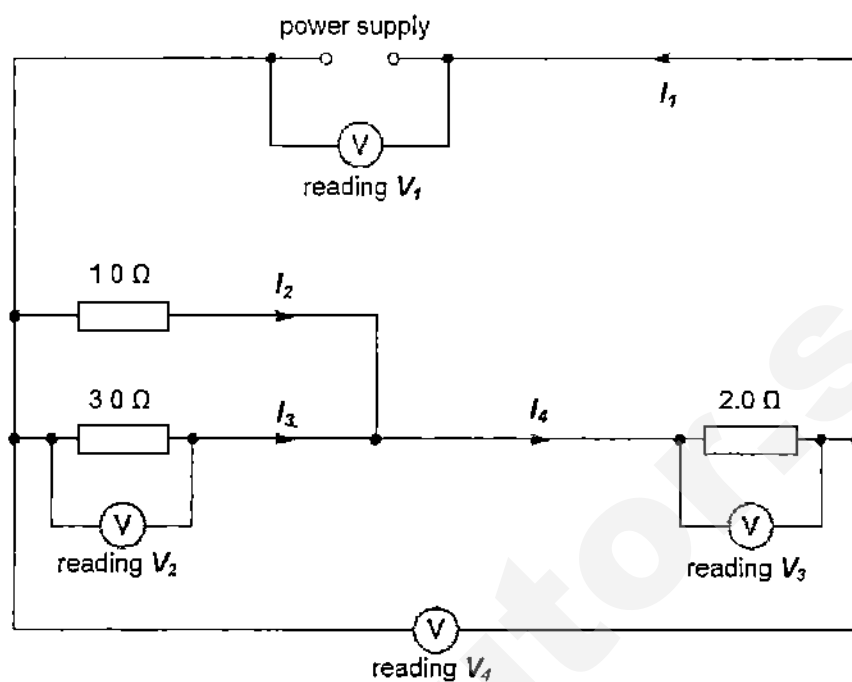 power supply
I₁
V
reading V₁
1 0 Ω
I₂
3 0 Ω
I₃
I₄
2.0 Ω
V
reading V₂
V
reading V₃
V
reading V₄
utor.s